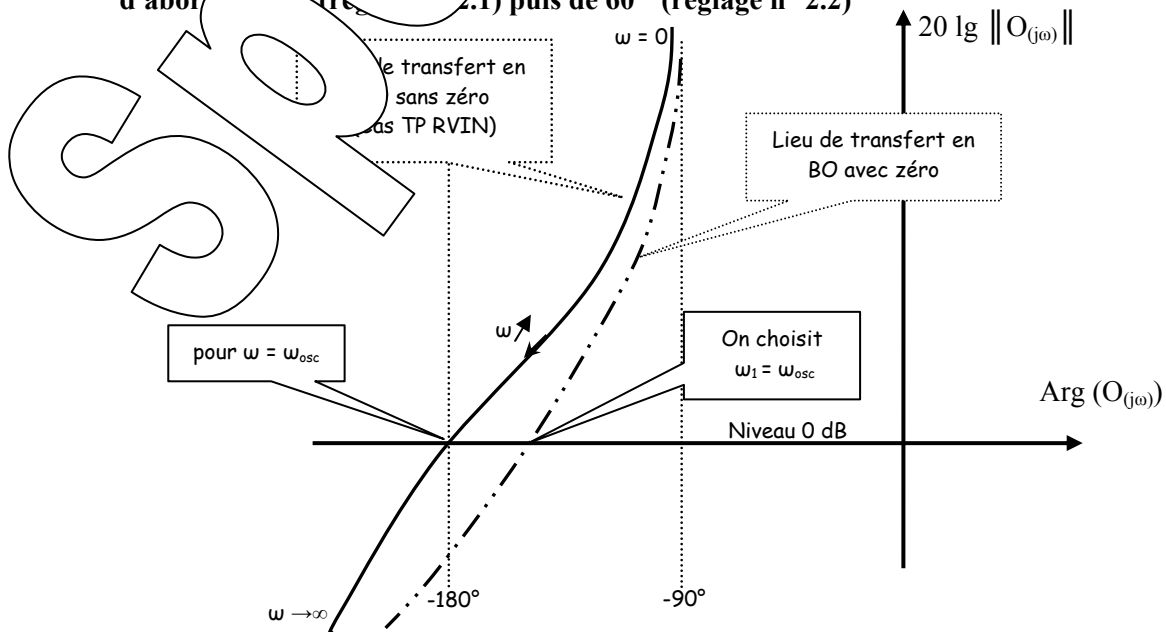 d'abor 2.1) puis de 60° (réglage n° 2.2)
ω = 0
20 lg ‖O(jω)‖
de transfert en
sans zéro
TP RVIN)
Lieu de transfert en
BO avec zéro
ω
pour ω = ωosc
On choisit
ω1 = ωosc
Arg (O(jω))
Niveau 0 dB
-180°
-90°
ω →∞
sp